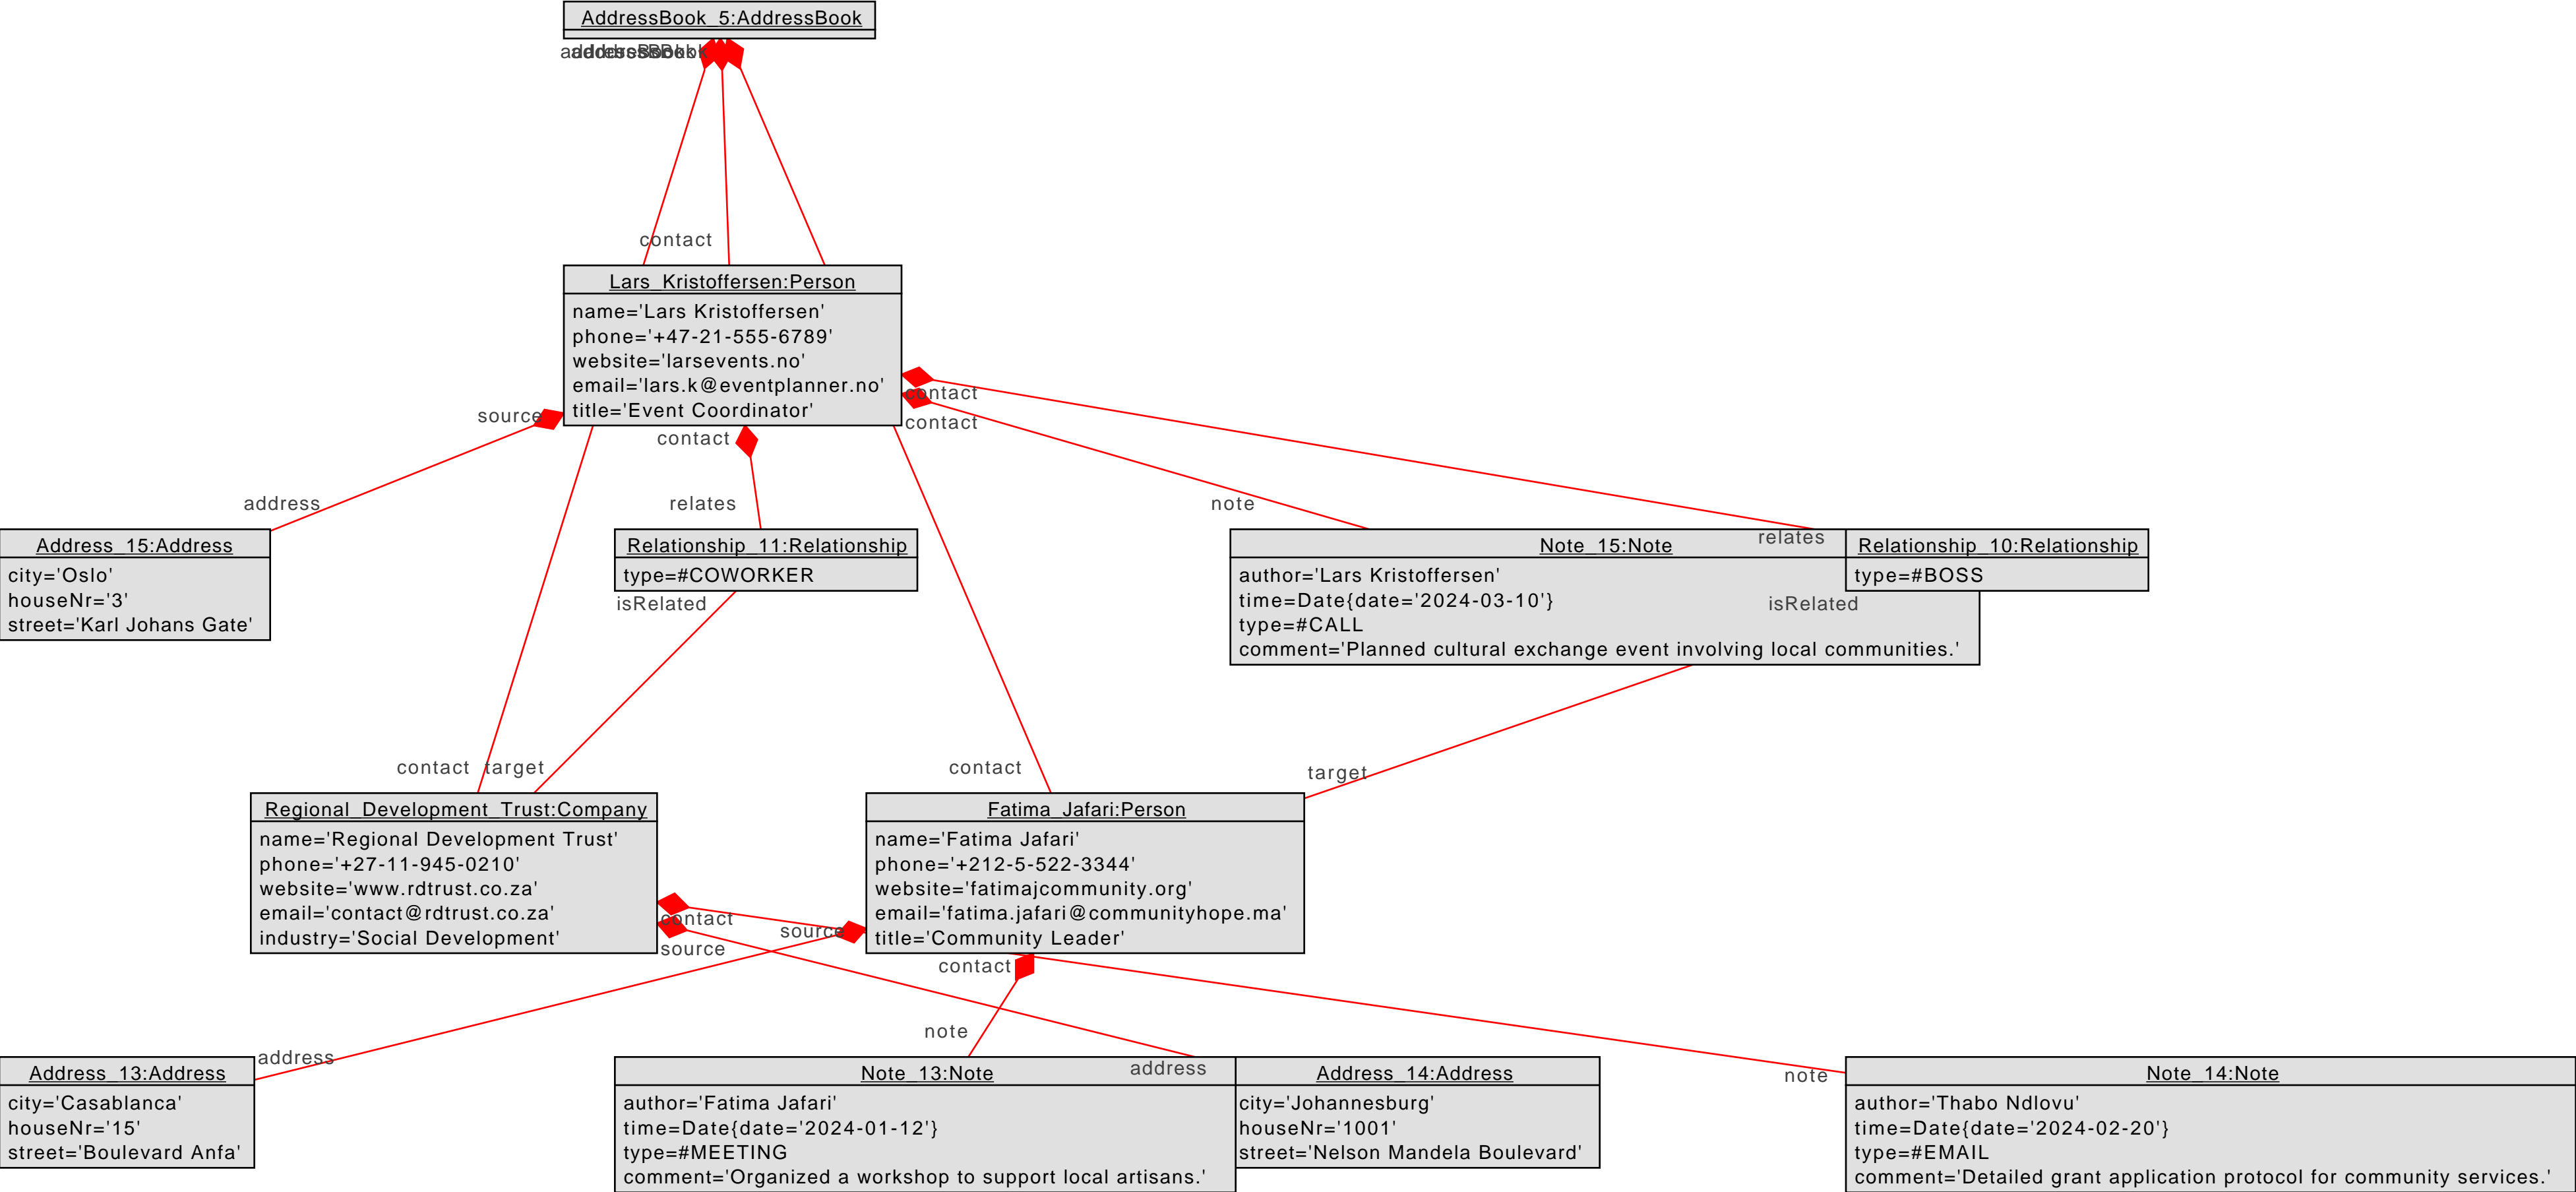 AddressBook_5:AddressBook
addressBook
contact
Lars_Kristoffersen:Person
name='Lars Kristoffersen'
phone='+47-21-555-6789'
website='larsevents.no'
email='lars.k@eventplanner.no'
title='Event Coordinator'
source
contact
contact
contact
address
relates
note
relates
Address_15:Address
city='Oslo'
houseNr='3'
street='Karl Johans Gate'
Relationship_11:Relationship
type=#COWORKER
isRelated
Note_15:Note
author='Lars Kristoffersen'
time=Date{date='2024-03-10'}
type=#CALL
comment='Planned cultural exchange event involving local communities.'
Relationship_10:Relationship
type=#BOSS
isRelated
contact
target
contact
target
Regional_Development_Trust:Company
name='Regional Development Trust'
phone='+27-11-945-0210'
website='www.rdtrust.co.za'
email='contact@rdtrust.co.za'
industry='Social Development'
Fatima_Jafari:Person
name='Fatima Jafari'
phone='+212-5-522-3344'
website='fatimajcommunity.org'
email='fatima.jafari@communityhope.ma'
title='Community Leader'
contact
source
source
contact
note
address
address
note
Address_13:Address
city='Casablanca'
houseNr='15'
street='Boulevard Anfa'
Note_13:Note
author='Fatima Jafari'
time=Date{date='2024-01-12'}
type=#MEETING
comment='Organized a workshop to support local artisans.'
Address_14:Address
city='Johannesburg'
houseNr='1001'
street='Nelson Mandela Boulevard'
Note_14:Note
author='Thabo Ndlovu'
time=Date{date='2024-02-20'}
type=#EMAIL
comment='Detailed grant application protocol for community services.'